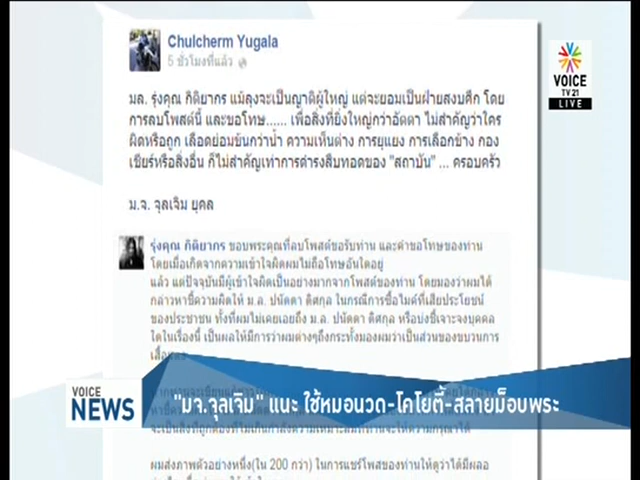 Chulcherm Yugala
5 ชั่วโมงที่แล้ว
VOICE
TV 21
LIVE
มล. รุ่งคุณ กิติยากร แม้ลุงจะเป็นญาติผู้ใหญ่ แต่จะยอมเป็นฝ่ายสงบศึก โดย
การลบโพสต์นี้ และขอโทษ...... เพื่อสิ่งที่ยิ่งใหญ่กว่าอัตตา ไม่สำคัญว่าใคร
ผิดหรือถูก เลือดย่อมข้นกว่าน้ำ ความเห็นต่าง การยุแยง การเลือกข้าง กอง
เชียร์หรือสิ่งอื่น ก็ไม่สำคัญเท่าการดำรงสืบทอดของ "สถาบัน" ... ครอบครัว
ม.จ. จุลเจิม ยุคล
รุ่งคุณ กิติยากร ขอบพระคุณที่ลบโพสต์ขอรับท่าน และคำขอโทษของท่าน
โดยเมื่อเกิดจากความเข้าใจผิดผมไม่ถือโทษอันใดอยู่
แล้ว แต่ปัจจุบันมีผู้เข้าใจผิดเป็นอย่างมากจากโพสต์ของท่าน โดยมองว่าผมได้
กล่าวหาชี้ความผิดให้ ม.ล. ปนัดดา ดิศกุล ในกรณีการซื้อไมค์ที่เสียประโยชน์
ของประชาชน ทั้งที่ผมไม่เคยเอยถึง ม.ล. ปนัดดา ดิศกุล หรือบ่งชี้เจาะจงบุคคล
ใดในเรื่องนี้ เป็นผลให้มีการว่าผมต่างๆถึงกระทั้งมองผมว่าเป็นส่วนของขบวนการ
VOICE
NEWS
"มจ.จุลเจิม" แนะ ใช้หมอนวด-โคโยตี้-สลายม็อบพระ
ผมส่งภาพตัวอย่างหนึ่ง(ใน 200 กว่า) ในการแชร์โพสของท่านให้ดูว่าได้มีผลอ